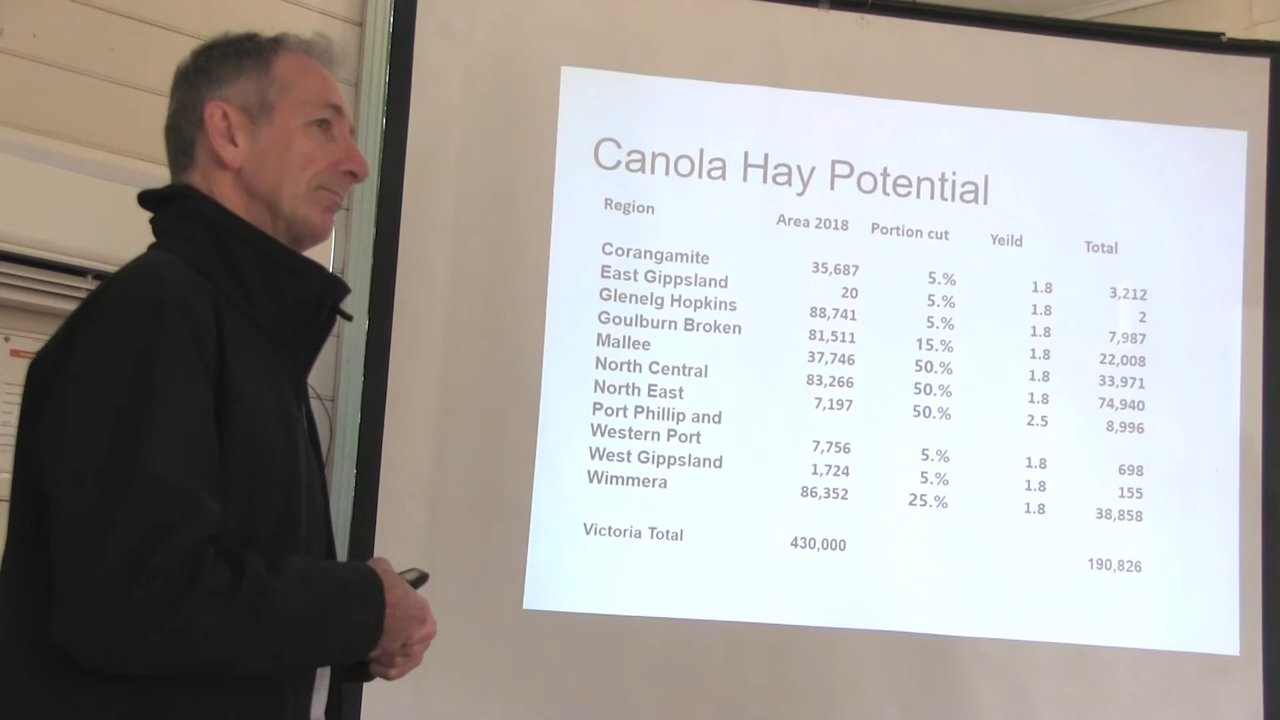 Canola Hay Potential
Region Area 2018 Portion cut Yeild Total
Corangamite 35,687 5.% 1.8 3,212
East Gippsland 20 5.% 1.8 2
Glenelg Hopkins 88,741 5.% 1.8 7,987
Goulburn Broken 81,511 15.% 1.8 22,008
Mallee 37,746 50.% 1.8 33,971
North Central 83,266 50.% 1.8 74,940
North East 7,197 50.% 2.5 8,996
Port Phillip and
Western Port 7,756 5.% 1.8 698
West Gippsland 1,724 5.% 1.8 155
Wimmera 86,352 25.% 1.8 38,858
Victoria Total 430,000 190,826